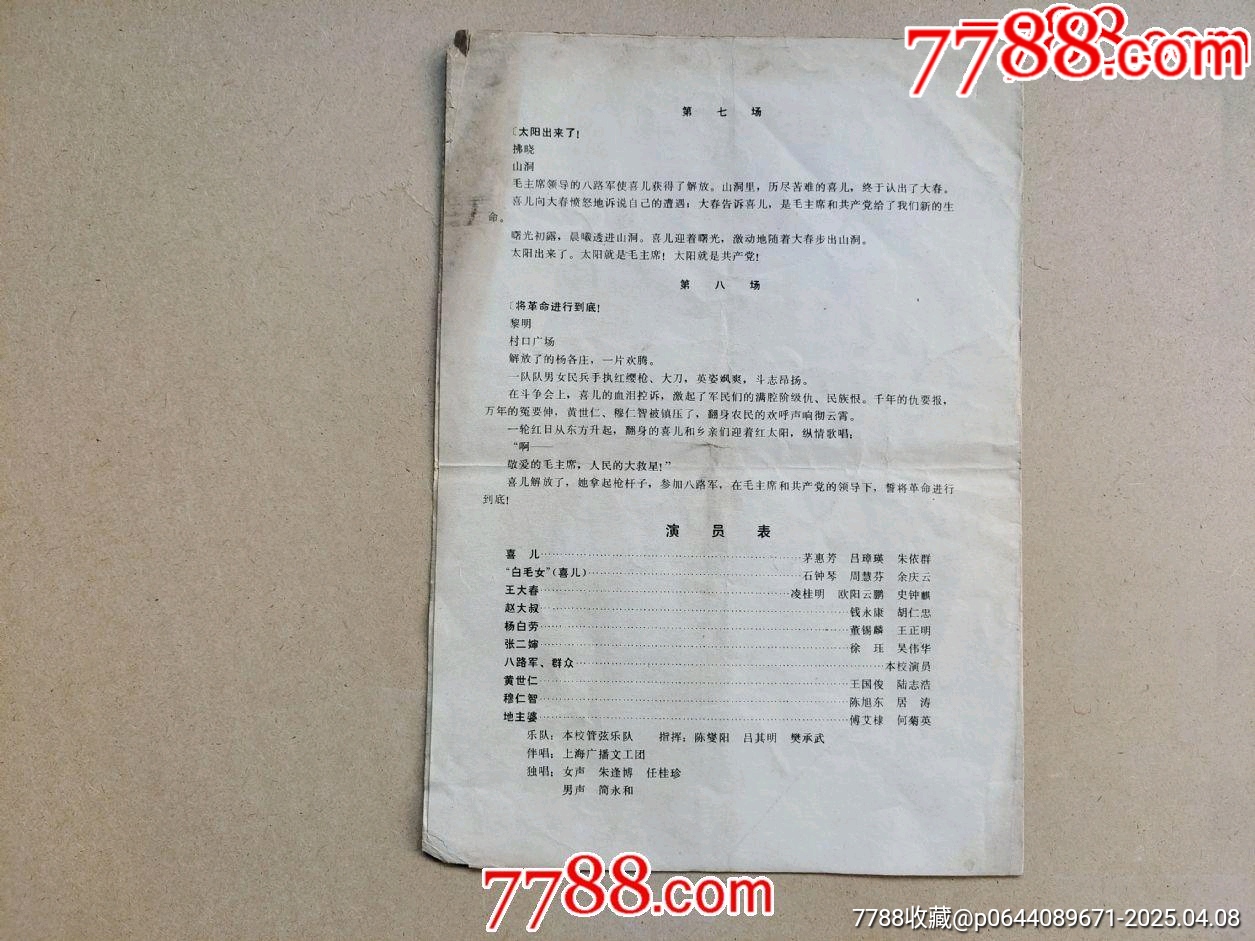 7788.com
7788.com
第 七 场
〔太阳出来了!
拂晓
山洞
毛主席领导的八路军使喜儿获得了解放。山洞里，历尽苦难的喜儿，终于认出了大春。
喜儿向大春愤怒地诉说自己的遭遇；大春告诉喜儿，是毛主席和共产党给了我们新的生
命。
曙光初露，晨曦透进山洞。喜儿迎着曙光，激动地随着大春步出山洞。
太阳出来了。太阳就是毛主席! 太阳就是共产党!
第 八 场
〔将革命进行到底!
黎明
村口广场
解放了的杨各庄，一片欢腾。
一队队男女民兵手执红缨枪、大刀，英姿飒爽，斗志昂扬。
在斗争会上，喜儿的血泪控诉，激起了军民们的满腔阶级仇、民族恨。千年的仇要报，
万年的冤要伸，黄世仁、穆仁智被镇压了，翻身农民的欢呼声响彻云霄。
一轮红日从东方升起，翻身的喜儿和乡亲们迎着红太阳，纵情歌唱：
“啊——
敬爱的毛主席，人民的大救星!”
喜儿解放了，她拿起枪杆子，参加八路军，在毛主席和共产党的领导下，誓将革命进行
到底!
演 员 表
喜 儿……茅惠芳 吕璋瑛 朱依群
“白毛女”(喜儿)……石钟琴 周慧芬 余庆云
王大春……凌桂明 欧阳云鹏 史钟麒
赵大叔……钱永康 胡仁忠
杨白劳……董锡麟 王正明
张二婶……徐 珏 吴伟华
八路军、群众……本校演员
黄世仁……王国俊 陆志浩
穆仁智……陈旭东 居 涛
地主婆……傅艾棣 何菊英
乐队：本校管弦乐队 指挥：陈燮阳 吕其明 樊承武
伴唱：上海广播文工团
独唱：女声 朱逢博 任桂珍
男声 简永和
7788.com
7788收藏@p0644089671-2025.04.08